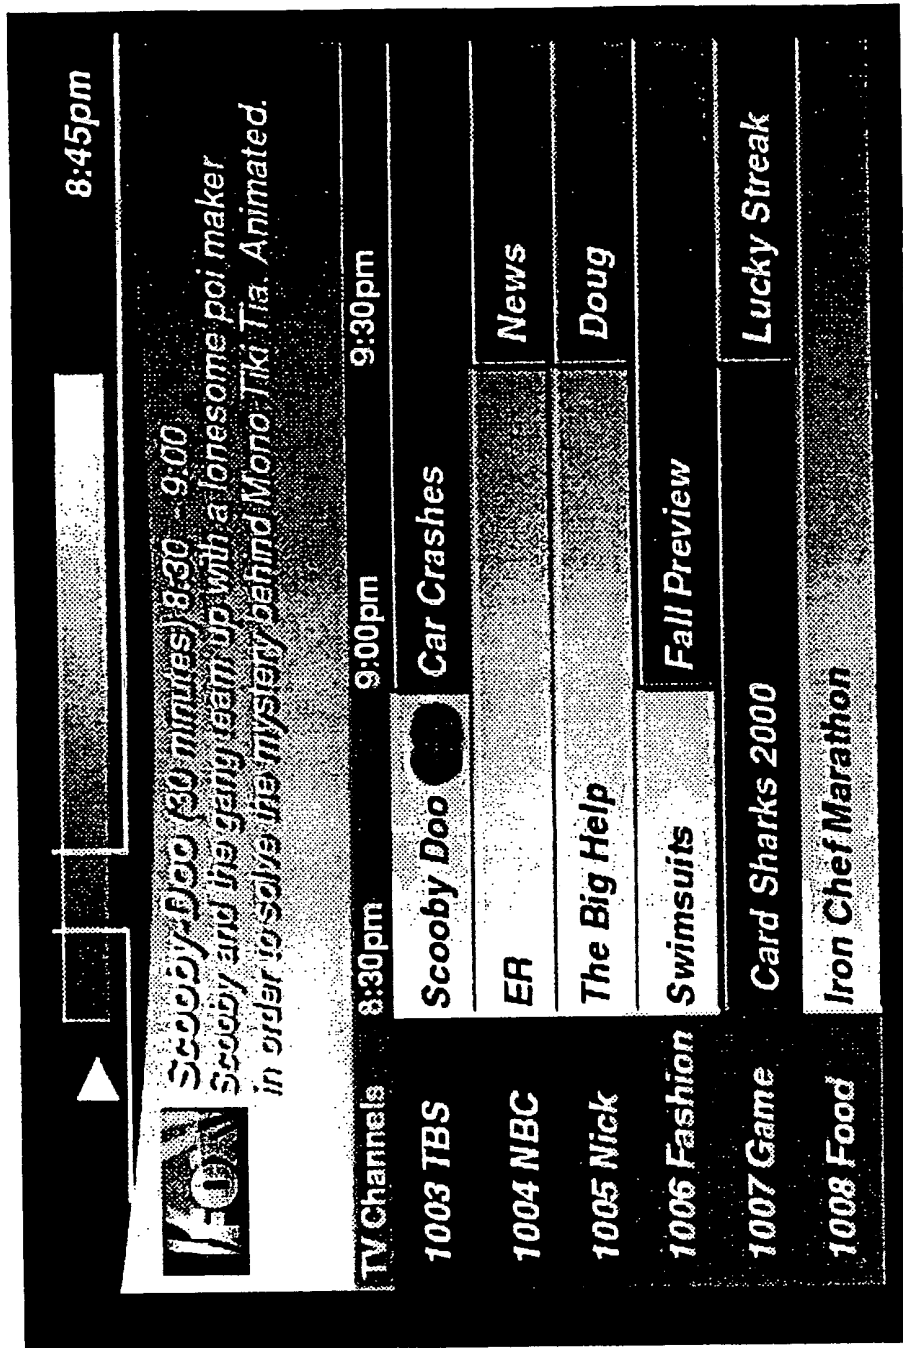 8:45pm
Scooby-Doo (30 minutes) 8:30 - 9:00
Scooby and the gang team up with a lonesome poi maker
in order to solve the mystery behind Mono Tiki Tia. Animated.
TV Channels 8:30pm 9:00pm 9:30pm
1003 TBS Scooby Doo Car Crashes
1004 NBC ER News
1005 Nick The Big Help Doug
1006 Fashion Swimsuits Fall Preview
1007 Game Card Sharks 2000 Lucky Streak
1008 Food Iron Chef Marathon